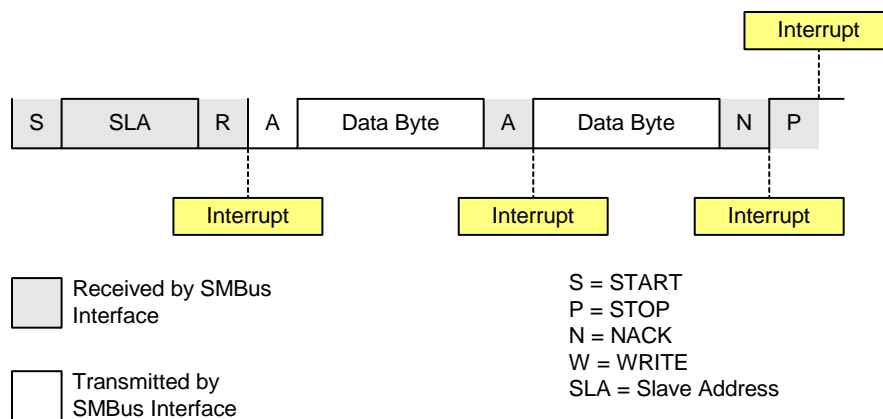 Interrupt
S SLA R A Data Byte A Data Byte N P
Interrupt Interrupt Interrupt
Received by SMBus
Interface
Transmitted by
SMBus Interface
S = START
P = STOP
N = NACK
W = WRITE
SLA = Slave Address